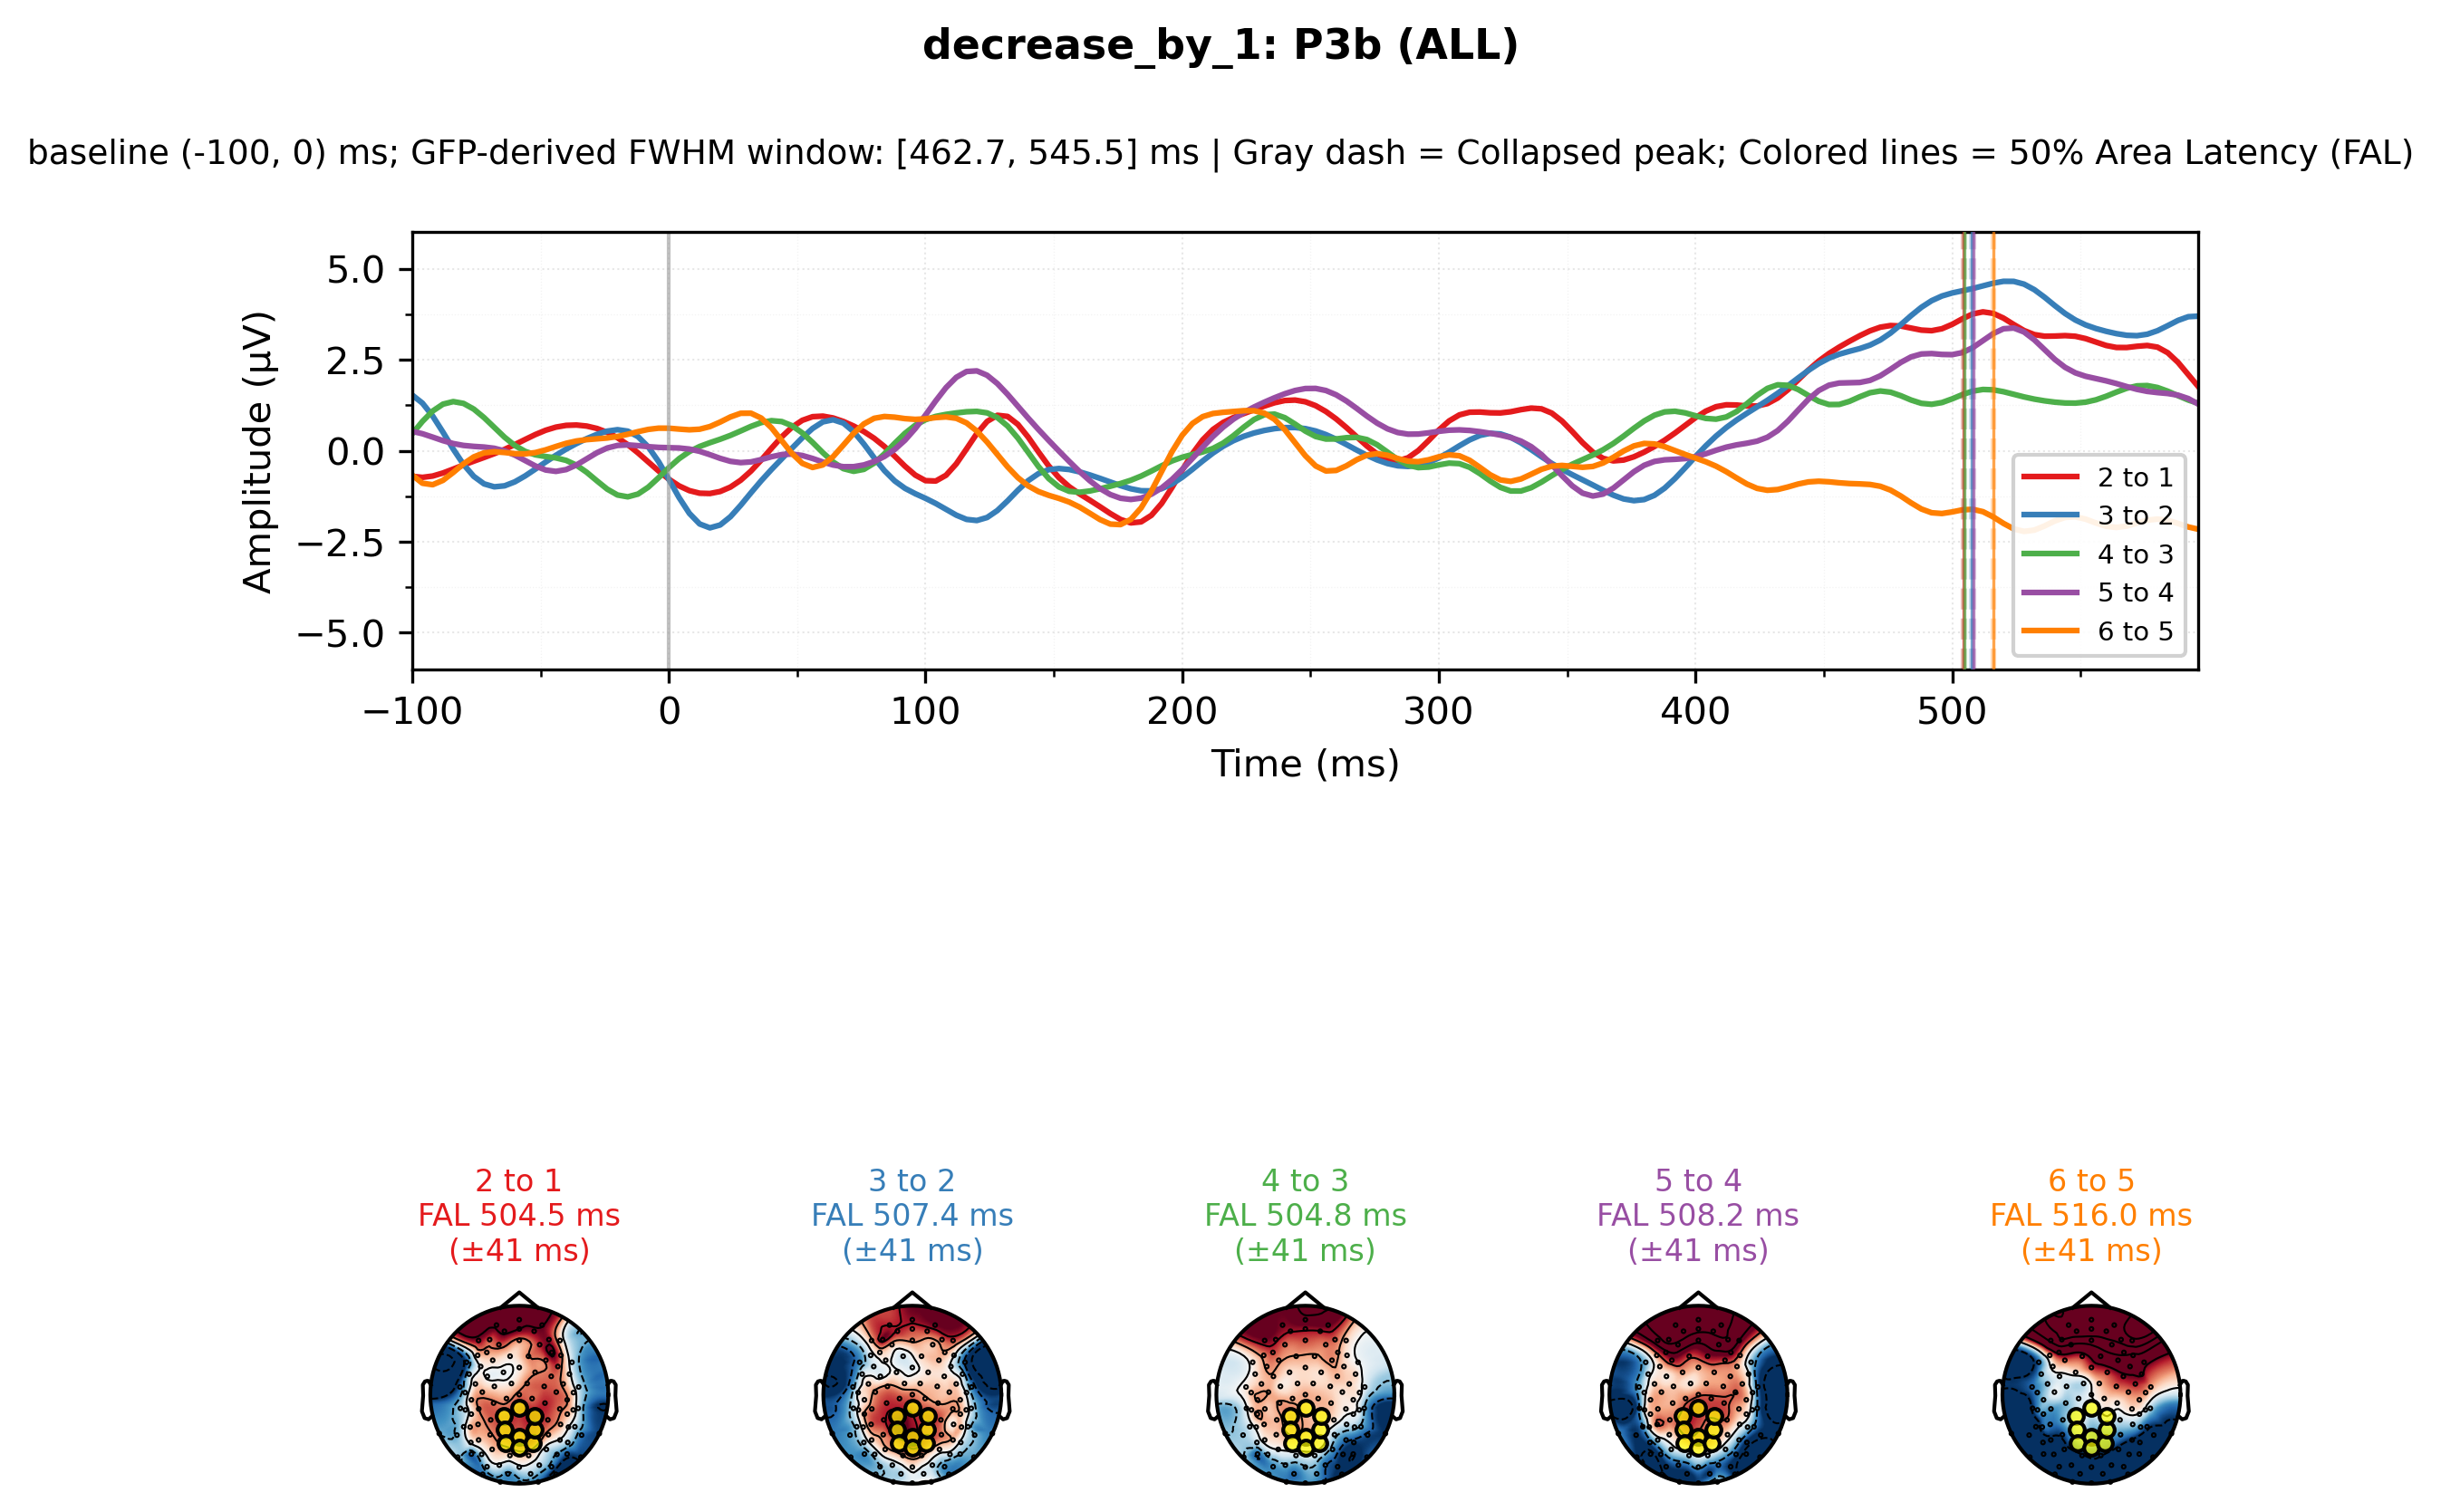 decrease_by_1: P3b (ALL)
baseline (-100, 0) ms; GFP-derived FWHM window: [462.7, 545.5] ms | Gray dash = Collapsed peak; Colored lines = 50% Area Latency (FAL)
Amplitude (µV)
5.0
2.5
0.0
−2.5
−5.0
2 to 1
3 to 2
4 to 3
5 to 4
6 to 5
−100 0 100 200 300 400 500
Time (ms)
2 to 1
FAL 504.5 ms
(±41 ms)
3 to 2
FAL 507.4 ms
(±41 ms)
4 to 3
FAL 504.8 ms
(±41 ms)
5 to 4
FAL 508.2 ms
(±41 ms)
6 to 5
FAL 516.0 ms
(±41 ms)